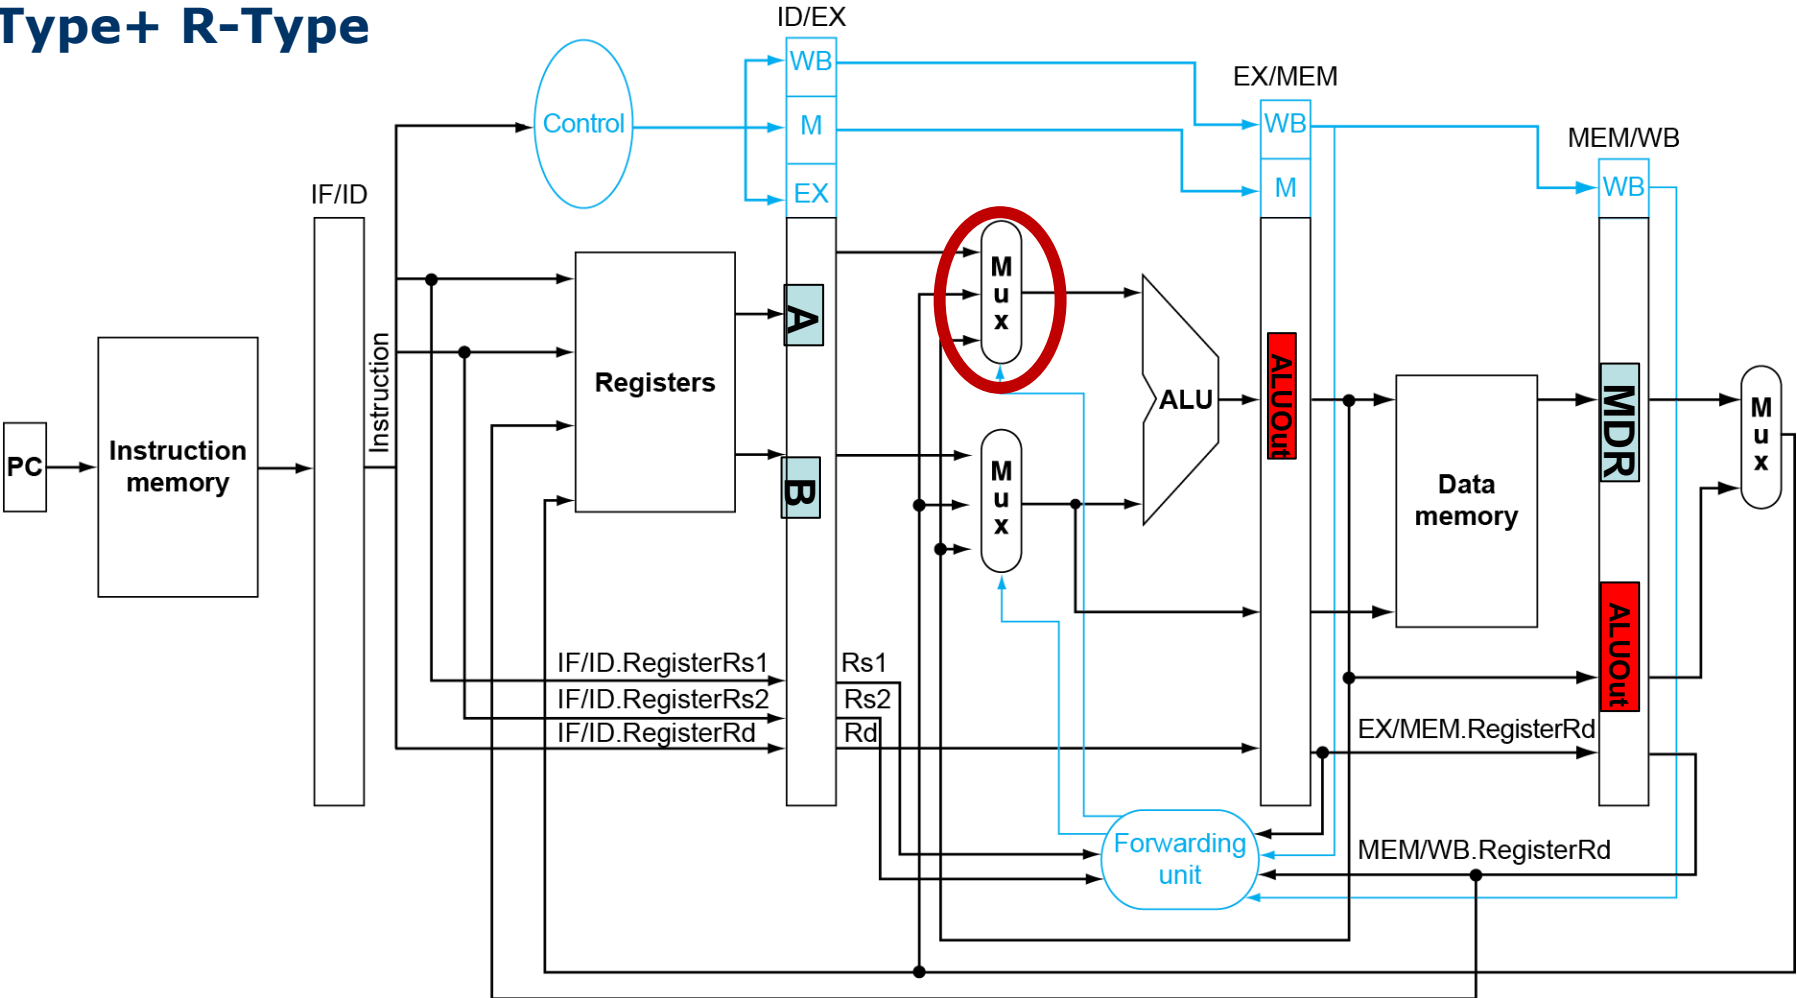 Type+ R-Type
ID/EX
WB
M
EX
EX/MEM
WB
M
MEM/WB
WB
Control
IF/ID
Instruction
PC
Instruction
memory
Registers
A
B
M
u
x
M
u
x
ALU
ALUOut
Data
memory
MDR
ALUOut
M
u
x
IF/ID.RegisterRs1
IF/ID.RegisterRs2
IF/ID.RegisterRd
Rs1
Rs2
Rd
EX/MEM.RegisterRd
Forwarding
unit
MEM/WB.RegisterRd